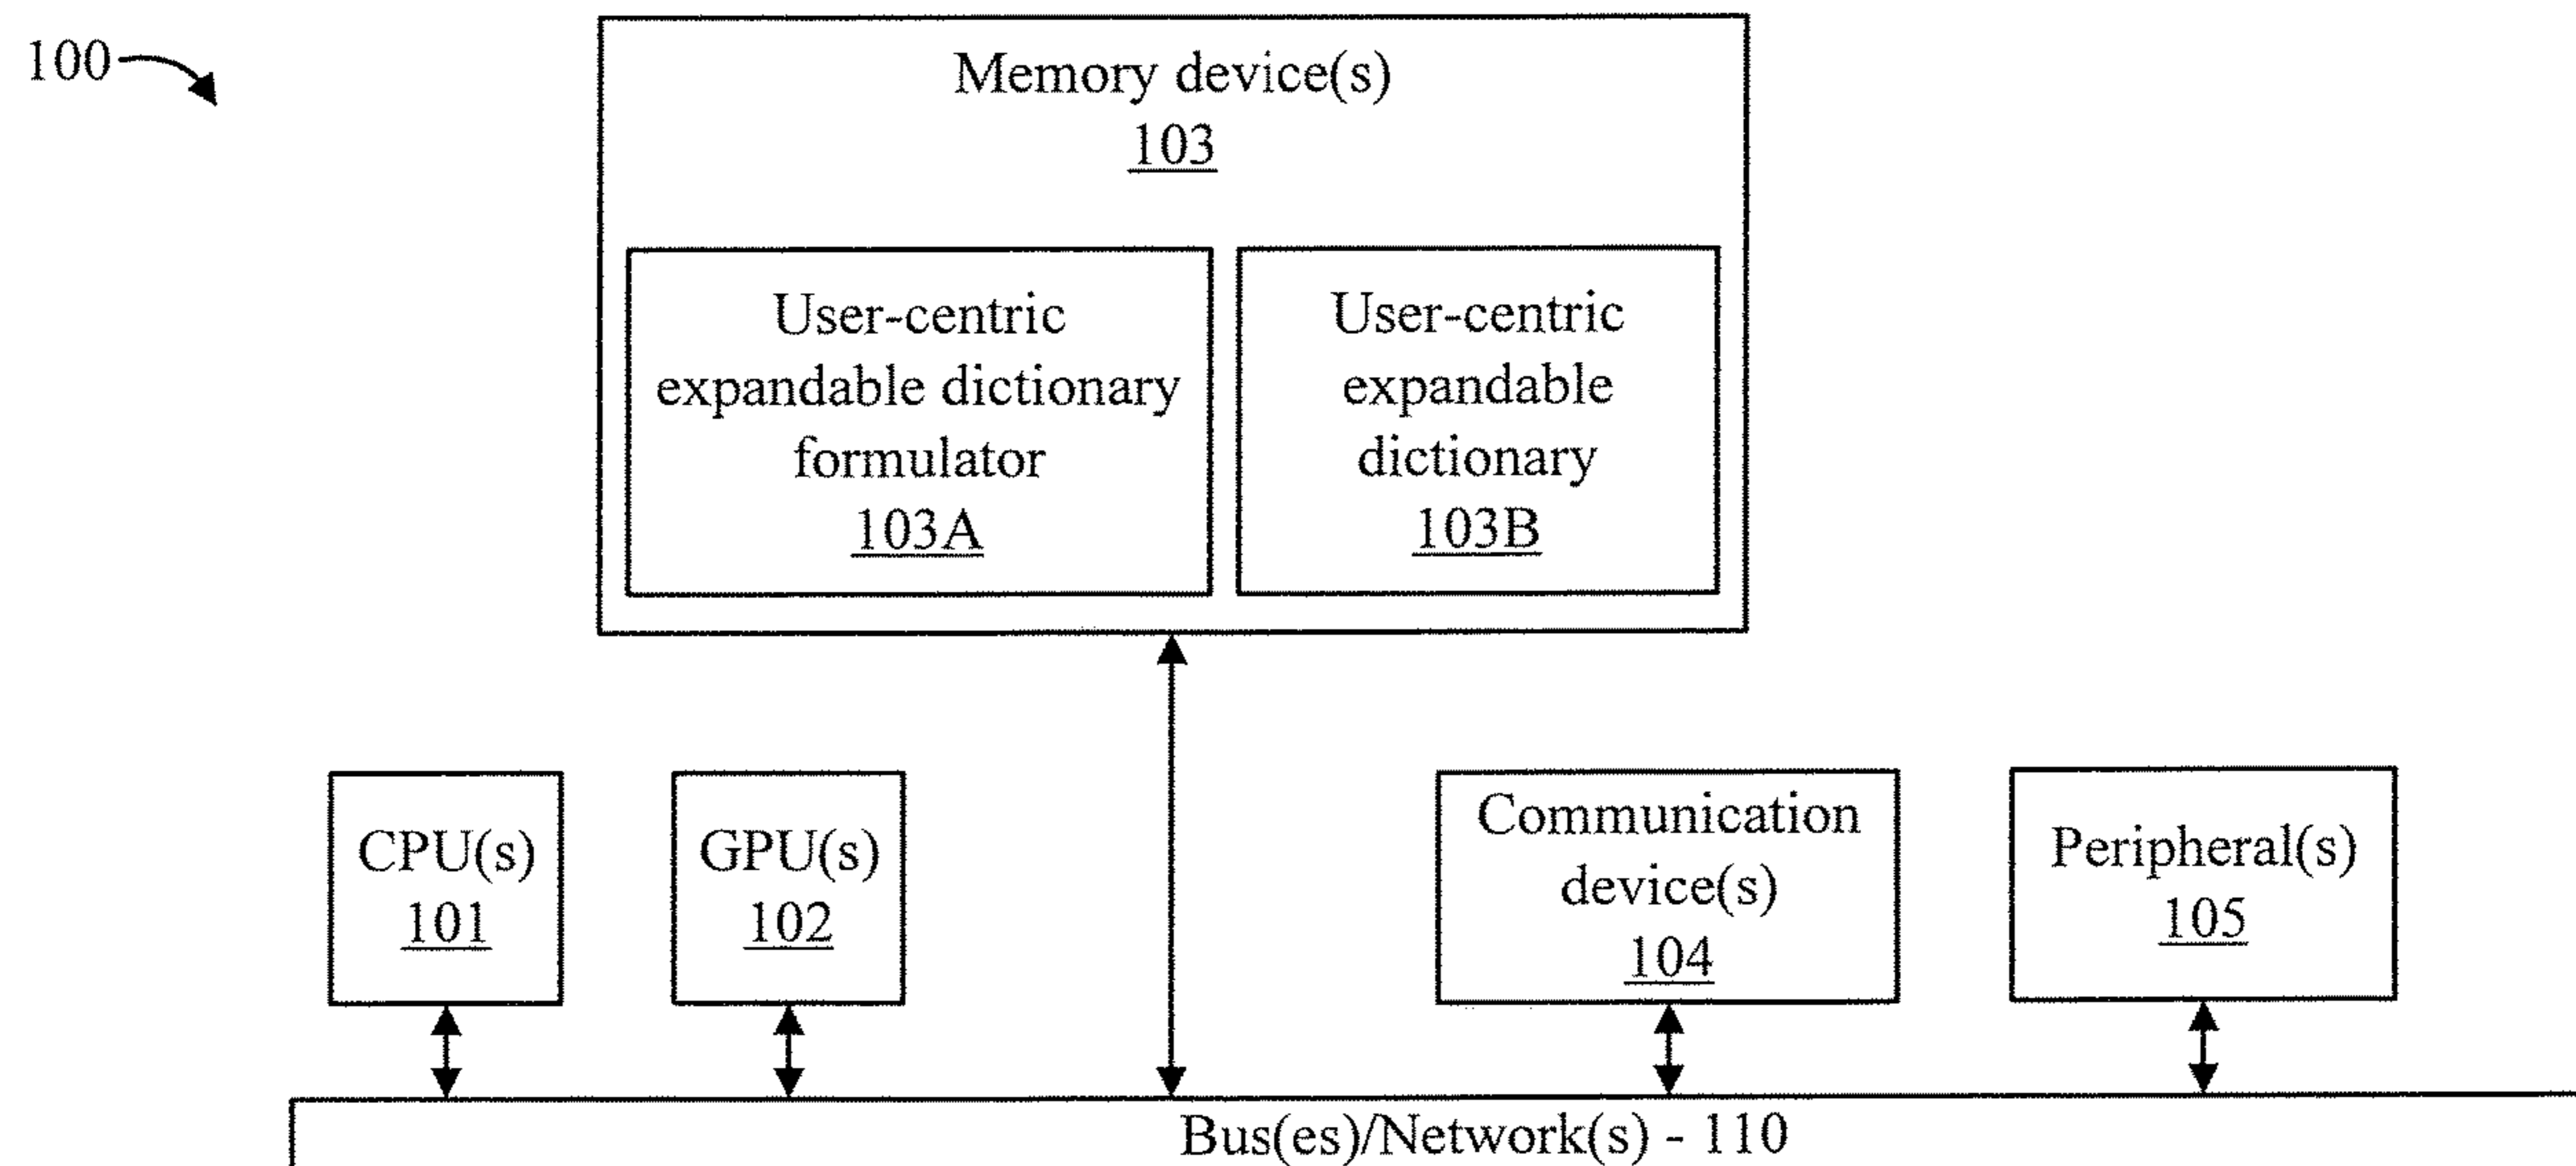 100
Memory device(s)
103
User-centric
expandable dictionary
formulator
103A
User-centric
expandable
dictionary
103B
CPU(s)
101
GPU(s)
102
Communication
device(s)
104
Peripheral(s)
105
Bus(es)/Network(s) - 110